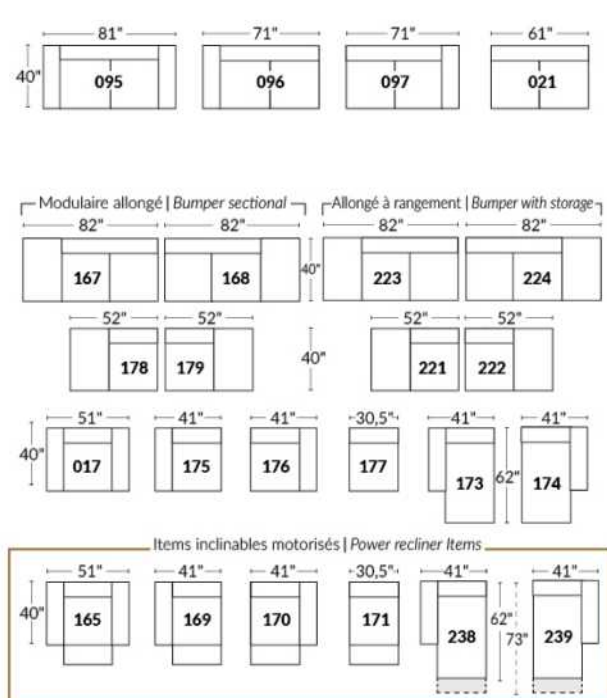 81" 71" 71" 61"
40" 095 096 097 021
Modulaire allongé | Bumper sectional Allongé à rangement | Bumper with storage
82" 82" 82" 82"
167 168 40" 223 224
52" 52" 52" 52"
178 179 40" 221 222
51" 41" 41" 30,5" 41" 41"
40" 017 175 176 177 173 62" 174
Items inclinables motorisés | Power recliner Items
51" 41" 41" 30,5" 41" 41"
40" 165 169 170 171 238 62" 73" 239